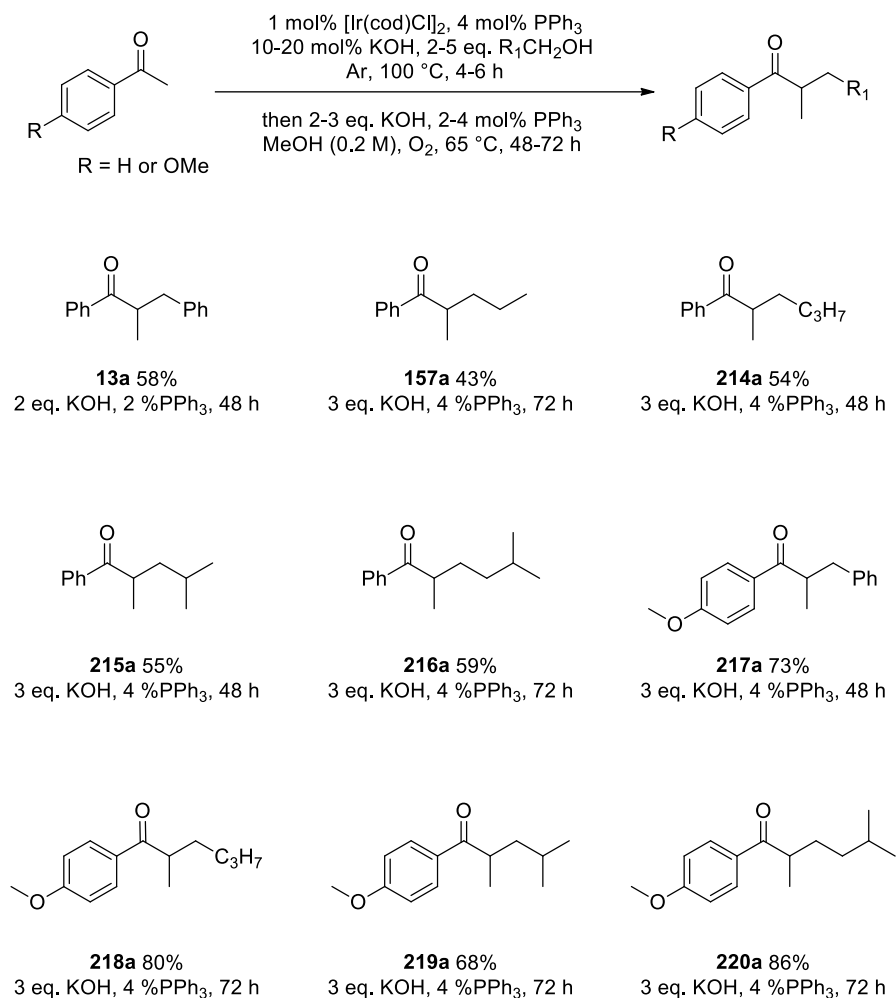 1 mol% [Ir(cod)Cl]2, 4 mol% PPh3
10-20 mol% KOH, 2-5 eq. R1CH2OH
Ar, 100 °C, 4-6 h
then 2-3 eq. KOH, 2-4 mol% PPh3
MeOH (0.2 M), O2, 65 °C, 48-72 h
O
R
R = H or OMe
O
R1
R
O
Ph
Ph
O
Ph
O
Ph
C3H7
13a 58%
2 eq. KOH, 2 %PPh3, 48 h
157a 43%
3 eq. KOH, 4 %PPh3, 72 h
214a 54%
3 eq. KOH, 4 %PPh3, 48 h
O
Ph
O
Ph
O
Ph
O
215a 55%
3 eq. KOH, 4 %PPh3, 48 h
216a 59%
3 eq. KOH, 4 %PPh3, 72 h
217a 73%
3 eq. KOH, 4 %PPh3, 48 h
O
C3H7
O
O
O
O
O
218a 80%
3 eq. KOH, 4 %PPh3, 72 h
219a 68%
3 eq. KOH, 4 %PPh3, 72 h
220a 86%
3 eq. KOH, 4 %PPh3, 72 h